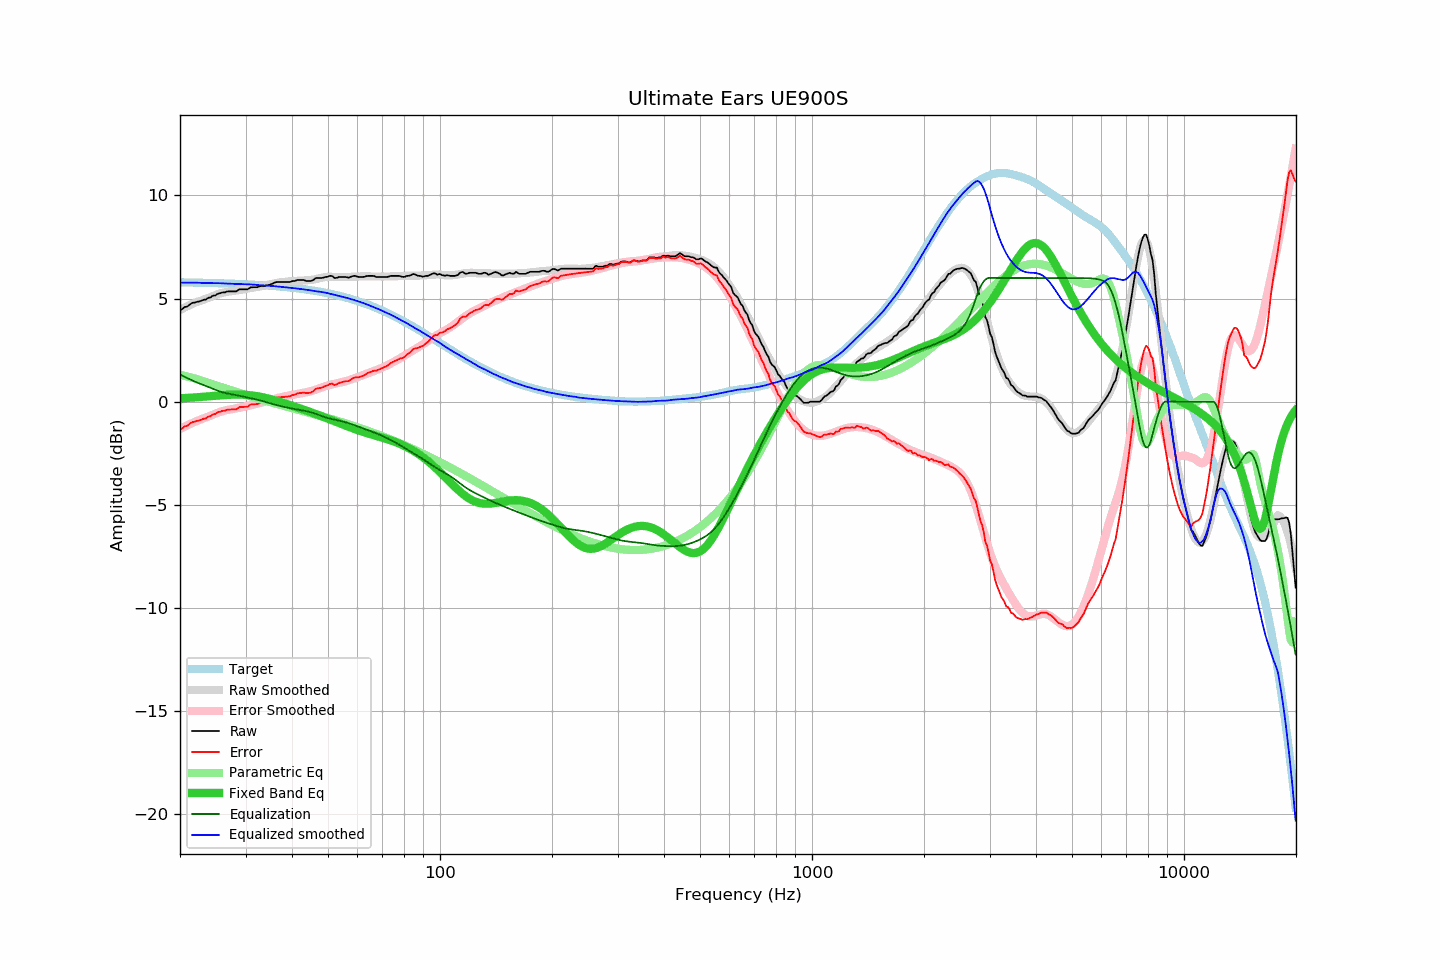 Ultimate Ears UE900S
10
5
0
−5
−10
−15
−20
Amplitude (dBr)
Target
Raw Smoothed
Error Smoothed
Raw
Error
Parametric Eq
Fixed Band Eq
Equalization
Equalized smoothed
100 1000 10000
Frequency (Hz)